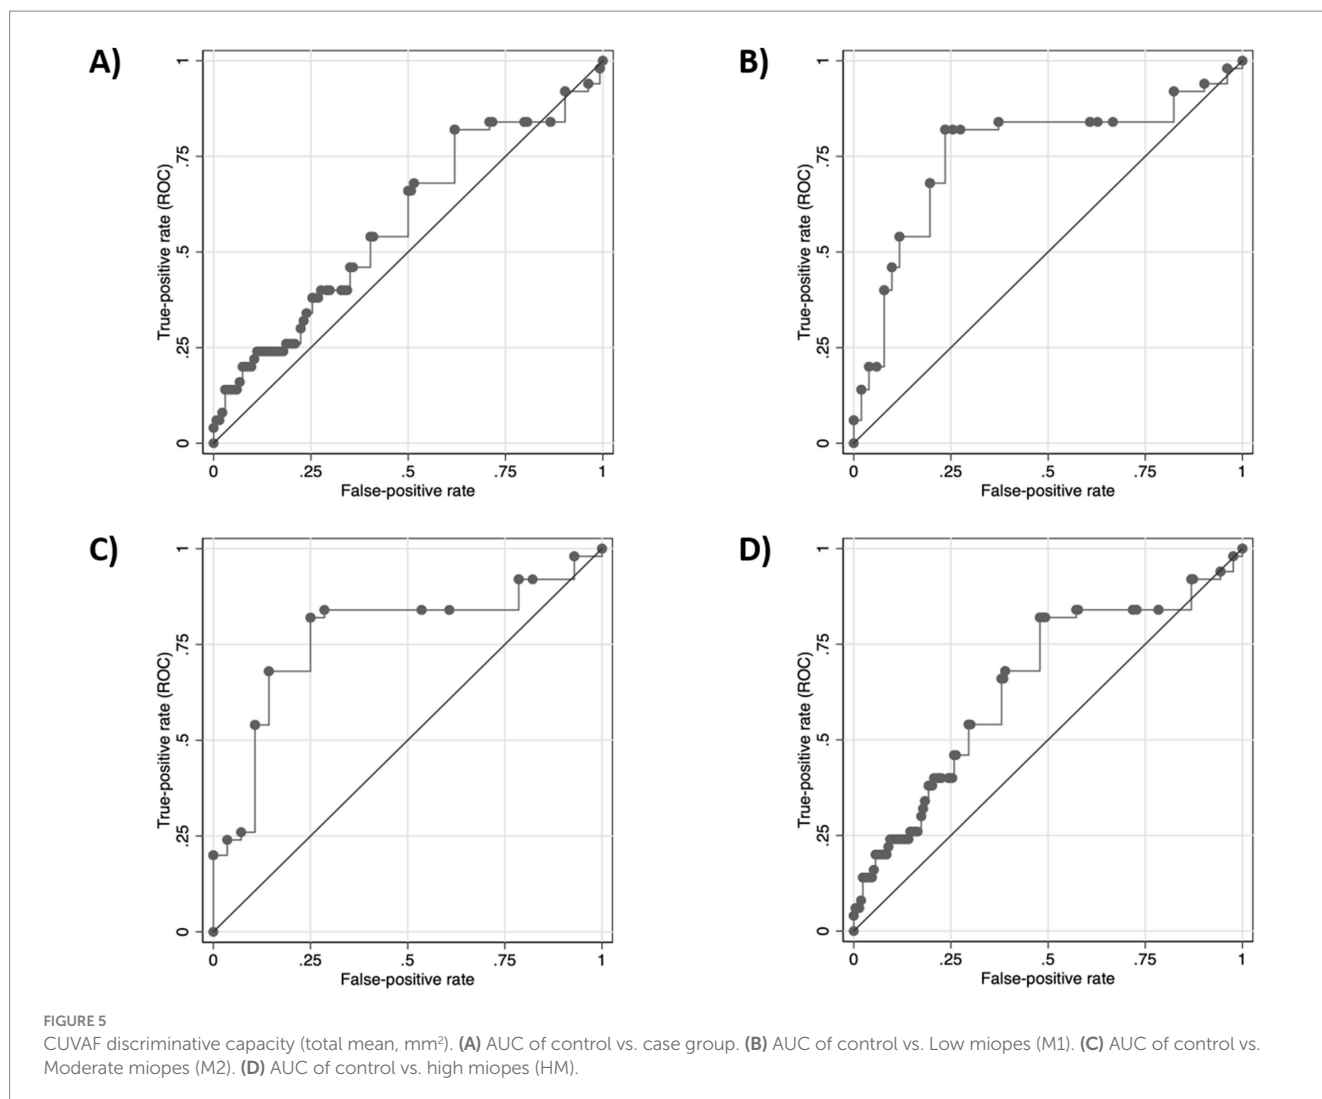 A)
True-positive rate (ROC)
0 .25 .5 .75 1
0 .25 .5 .75 1
False-positive rate
B)
True-positive rate (ROC)
0 .25 .5 .75 1
0 .25 .5 .75 1
False-positive rate
C)
True-positive rate (ROC)
0 .25 .5 .75 1
0 .25 .5 .75 1
False-positive rate
D)
True-positive rate (ROC)
0 .25 .5 .75 1
0 .25 .5 .75 1
False-positive rate
FIGURE 5
CUVAF discriminative capacity (total mean, mm²). (A) AUC of control vs. case group. (B) AUC of control vs. Low miopes (M1). (C) AUC of control vs.
Moderate miopes (M2). (D) AUC of control vs. high miopes (HM).